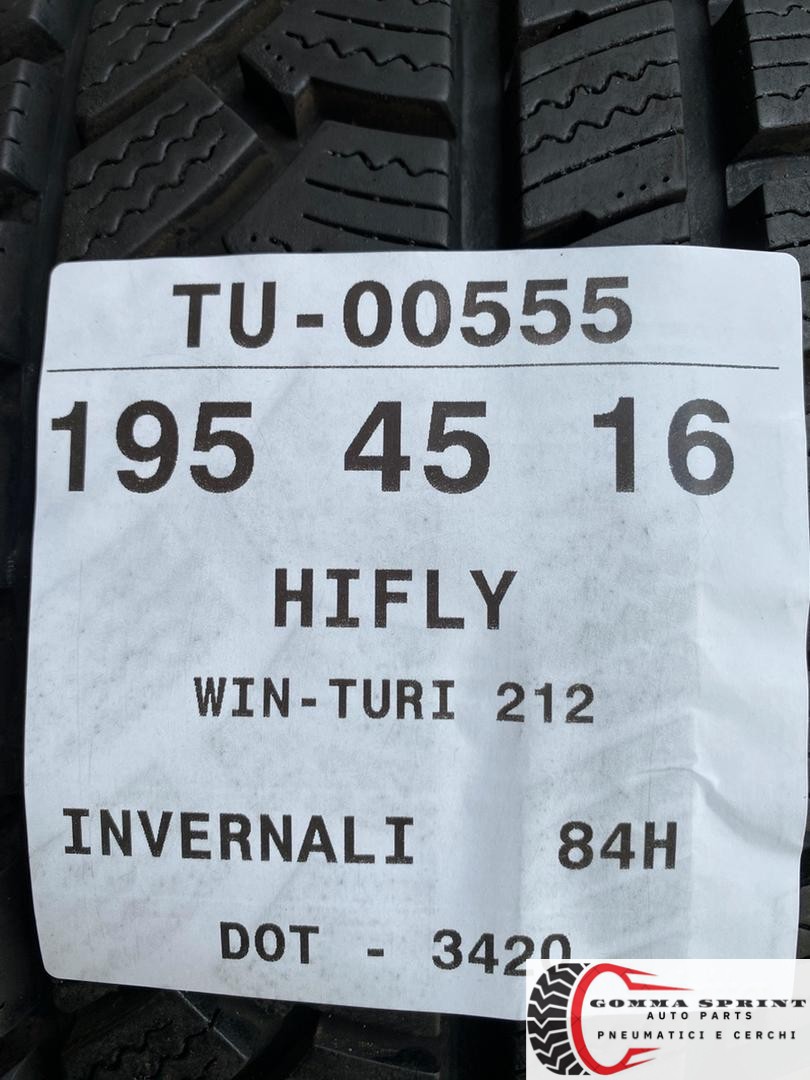 TU-00555
195 45 16
HIFLY
WIN-TURI 212
INVERNALI 84H
DOT - 3420
GOMMA SPRINT
AUTO PARTS
PNEUMATICI E CERCHI